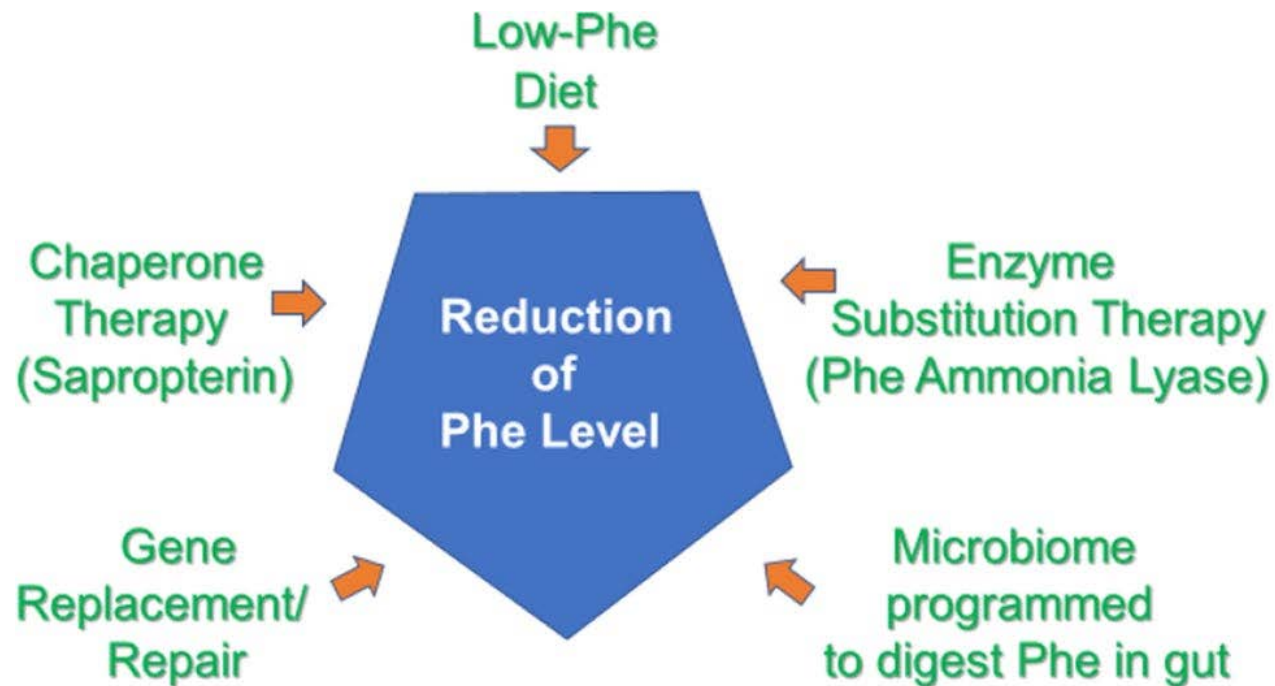 Low-Phe
Diet
Chaperone
Therapy
(Sapropterin)
Enzyme
Substitution Therapy
(Phe Ammonia Lyase)
Reduction
of
Phe Level
Gene
Replacement/
Repair
Microbiome
programmed
to digest Phe in gut